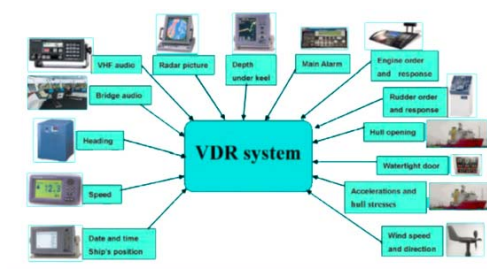 VHF audio
Radar picture
Depth
under keel
Main Alarm
Engine order
and response
Bridge audio
Rudder order
and response
Heading
VDR system
Hull opening
Watertight door
Speed
Accelerations and
hull stresses
Date and time
Ship's position
Wind speed
and direction